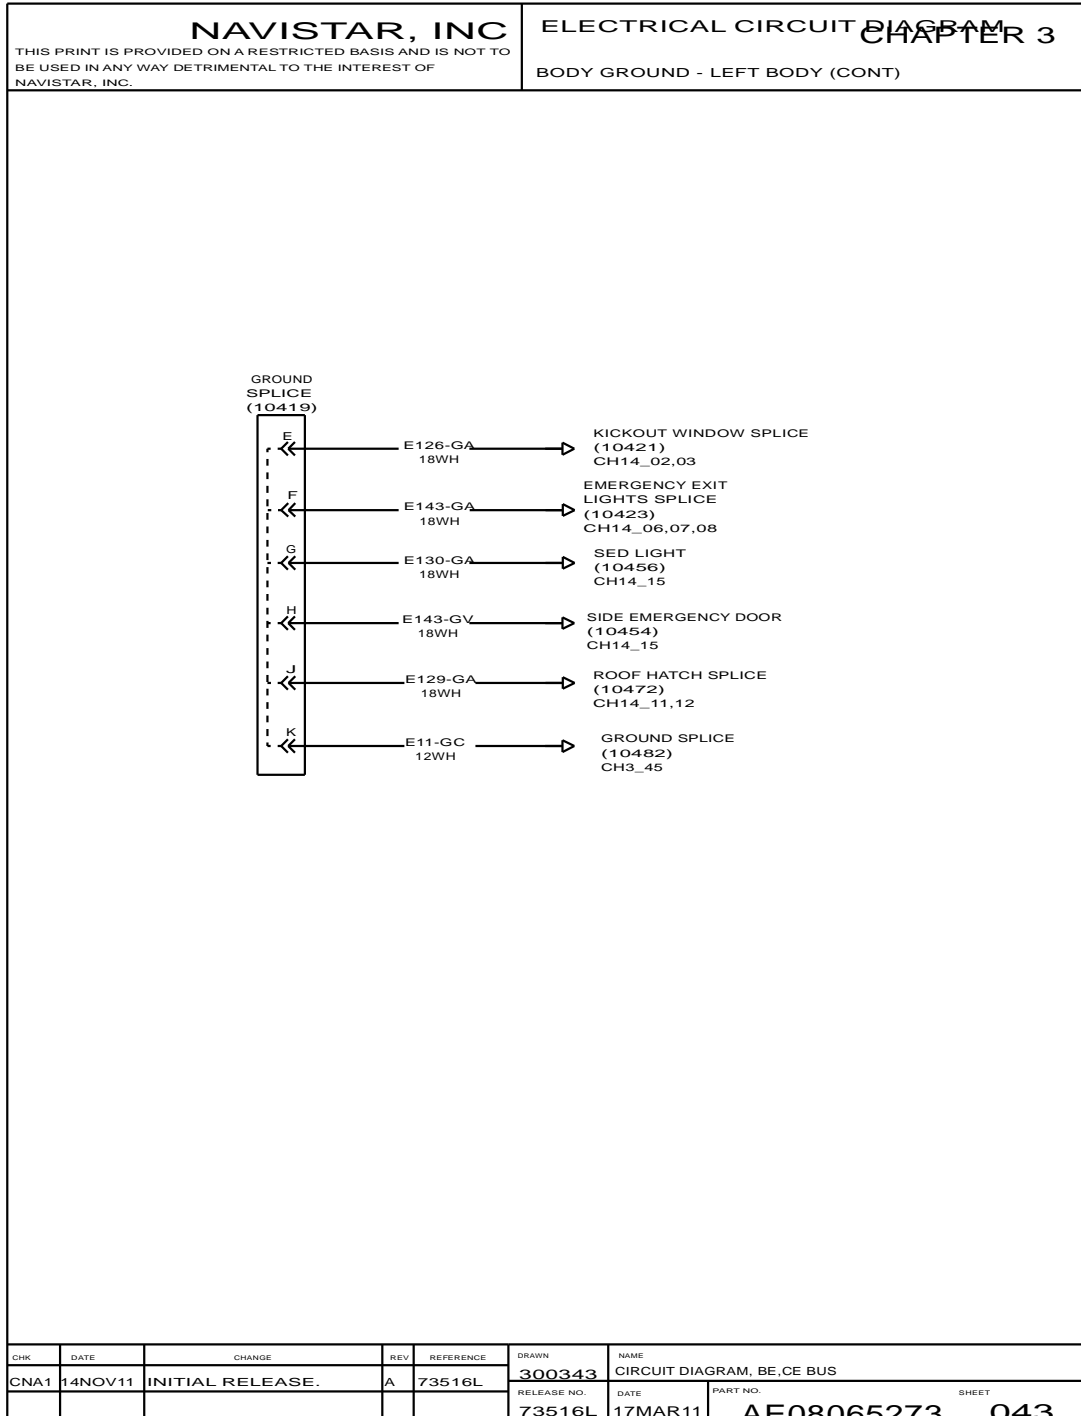 NAVISTAR, INC
THIS PRINT IS PROVIDED ON A RESTRICTED BASIS AND IS NOT TO
BE USED IN ANY WAY DETRIMENTAL TO THE INTEREST OF
NAVISTAR, INC.
ELECTRICAL CIRCUIT DIAGRAM
CHAPTER 3
BODY GROUND - LEFT BODY (CONT)
GROUND
SPLICE
(10419)
E
E126-GA
18WH
KICKOUT WINDOW SPLICE
(10421)
CH14_02,03
F
E143-GA
18WH
EMERGENCY EXIT
LIGHTS SPLICE
(10423)
CH14_06,07,08
G
E130-GA
18WH
SED LIGHT
(10456)
CH14_15
H
E143-GV
18WH
SIDE EMERGENCY DOOR
(10454)
CH14_15
J
E129-GA
18WH
ROOF HATCH SPLICE
(10472)
CH14_11,12
K
E11-GC
12WH
GROUND SPLICE
(10482)
CH3_45
CHK DATE CHANGE REV REFERENCE
CNA1 14NOV11 INITIAL RELEASE. A 73516L
DRAWN
300343
NAME
CIRCUIT DIAGRAM, BE,CE BUS
RELEASE NO.
73516L
DATE
17MAR11
PART NO.
AE08065273
SHEET
043